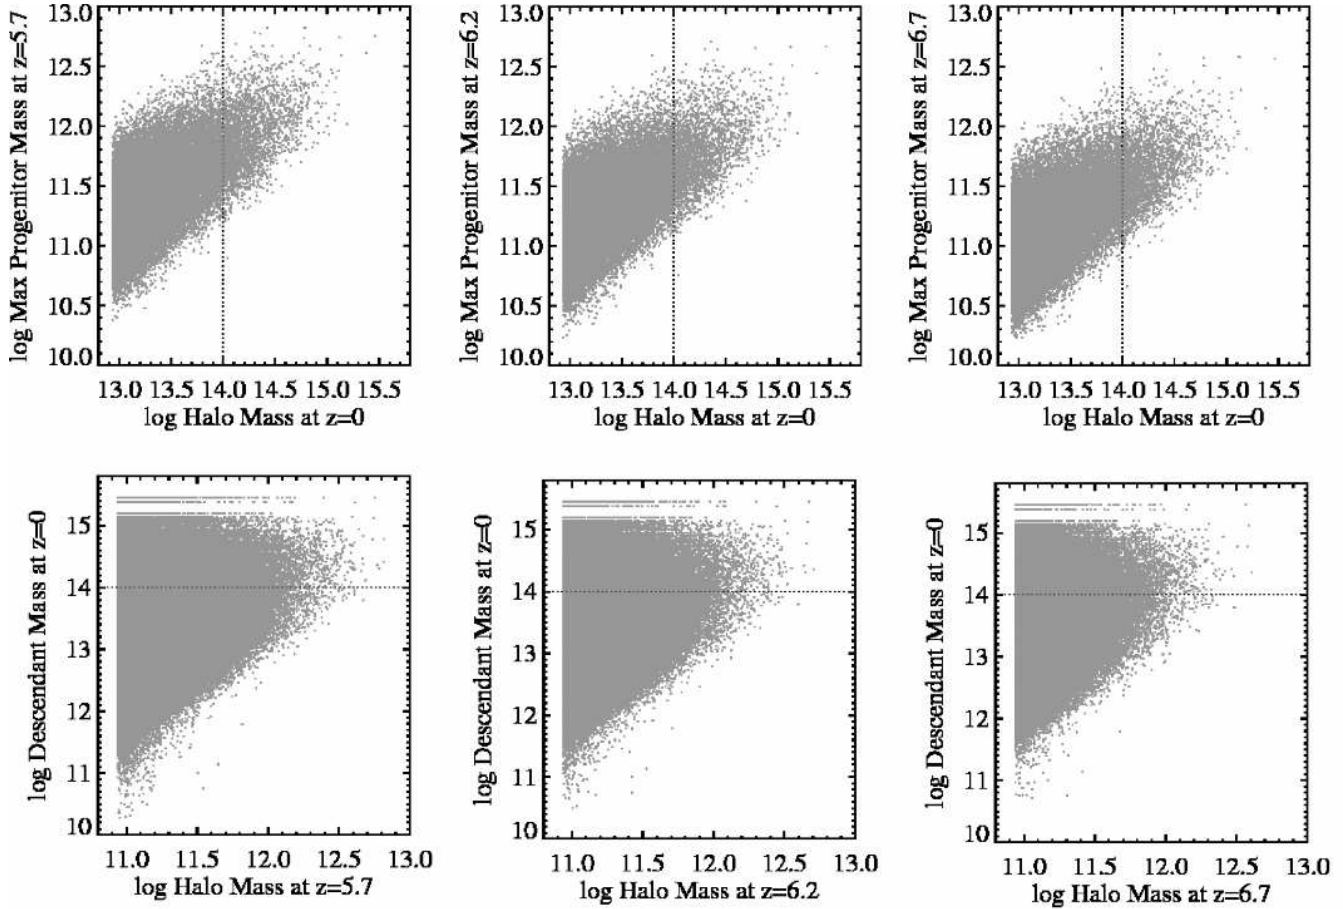 log Max Progenitor Mass at z=5.7
13.0
12.5
12.0
11.5
11.0
10.5
10.0
13.0 13.5 14.0 14.5 15.0 15.5
log Halo Mass at z=0
log Max Progenitor Mass at z=6.2
13.0
12.5
12.0
11.5
11.0
10.5
10.0
13.0 13.5 14.0 14.5 15.0 15.5
log Halo Mass at z=0
log Max Progenitor Mass at z=6.7
13.0
12.5
12.0
11.5
11.0
10.5
10.0
13.0 13.5 14.0 14.5 15.0 15.5
log Halo Mass at z=0
log Descendant Mass at z=0
15
14
13
12
11
10
11.0 11.5 12.0 12.5 13.0
log Halo Mass at z=5.7
log Descendant Mass at z=0
15
14
13
12
11
10
11.0 11.5 12.0 12.5 13.0
log Halo Mass at z=6.2
log Descendant Mass at z=0
15
14
13
12
11
10
11.0 11.5 12.0 12.5 13.0
log Halo Mass at z=6.7